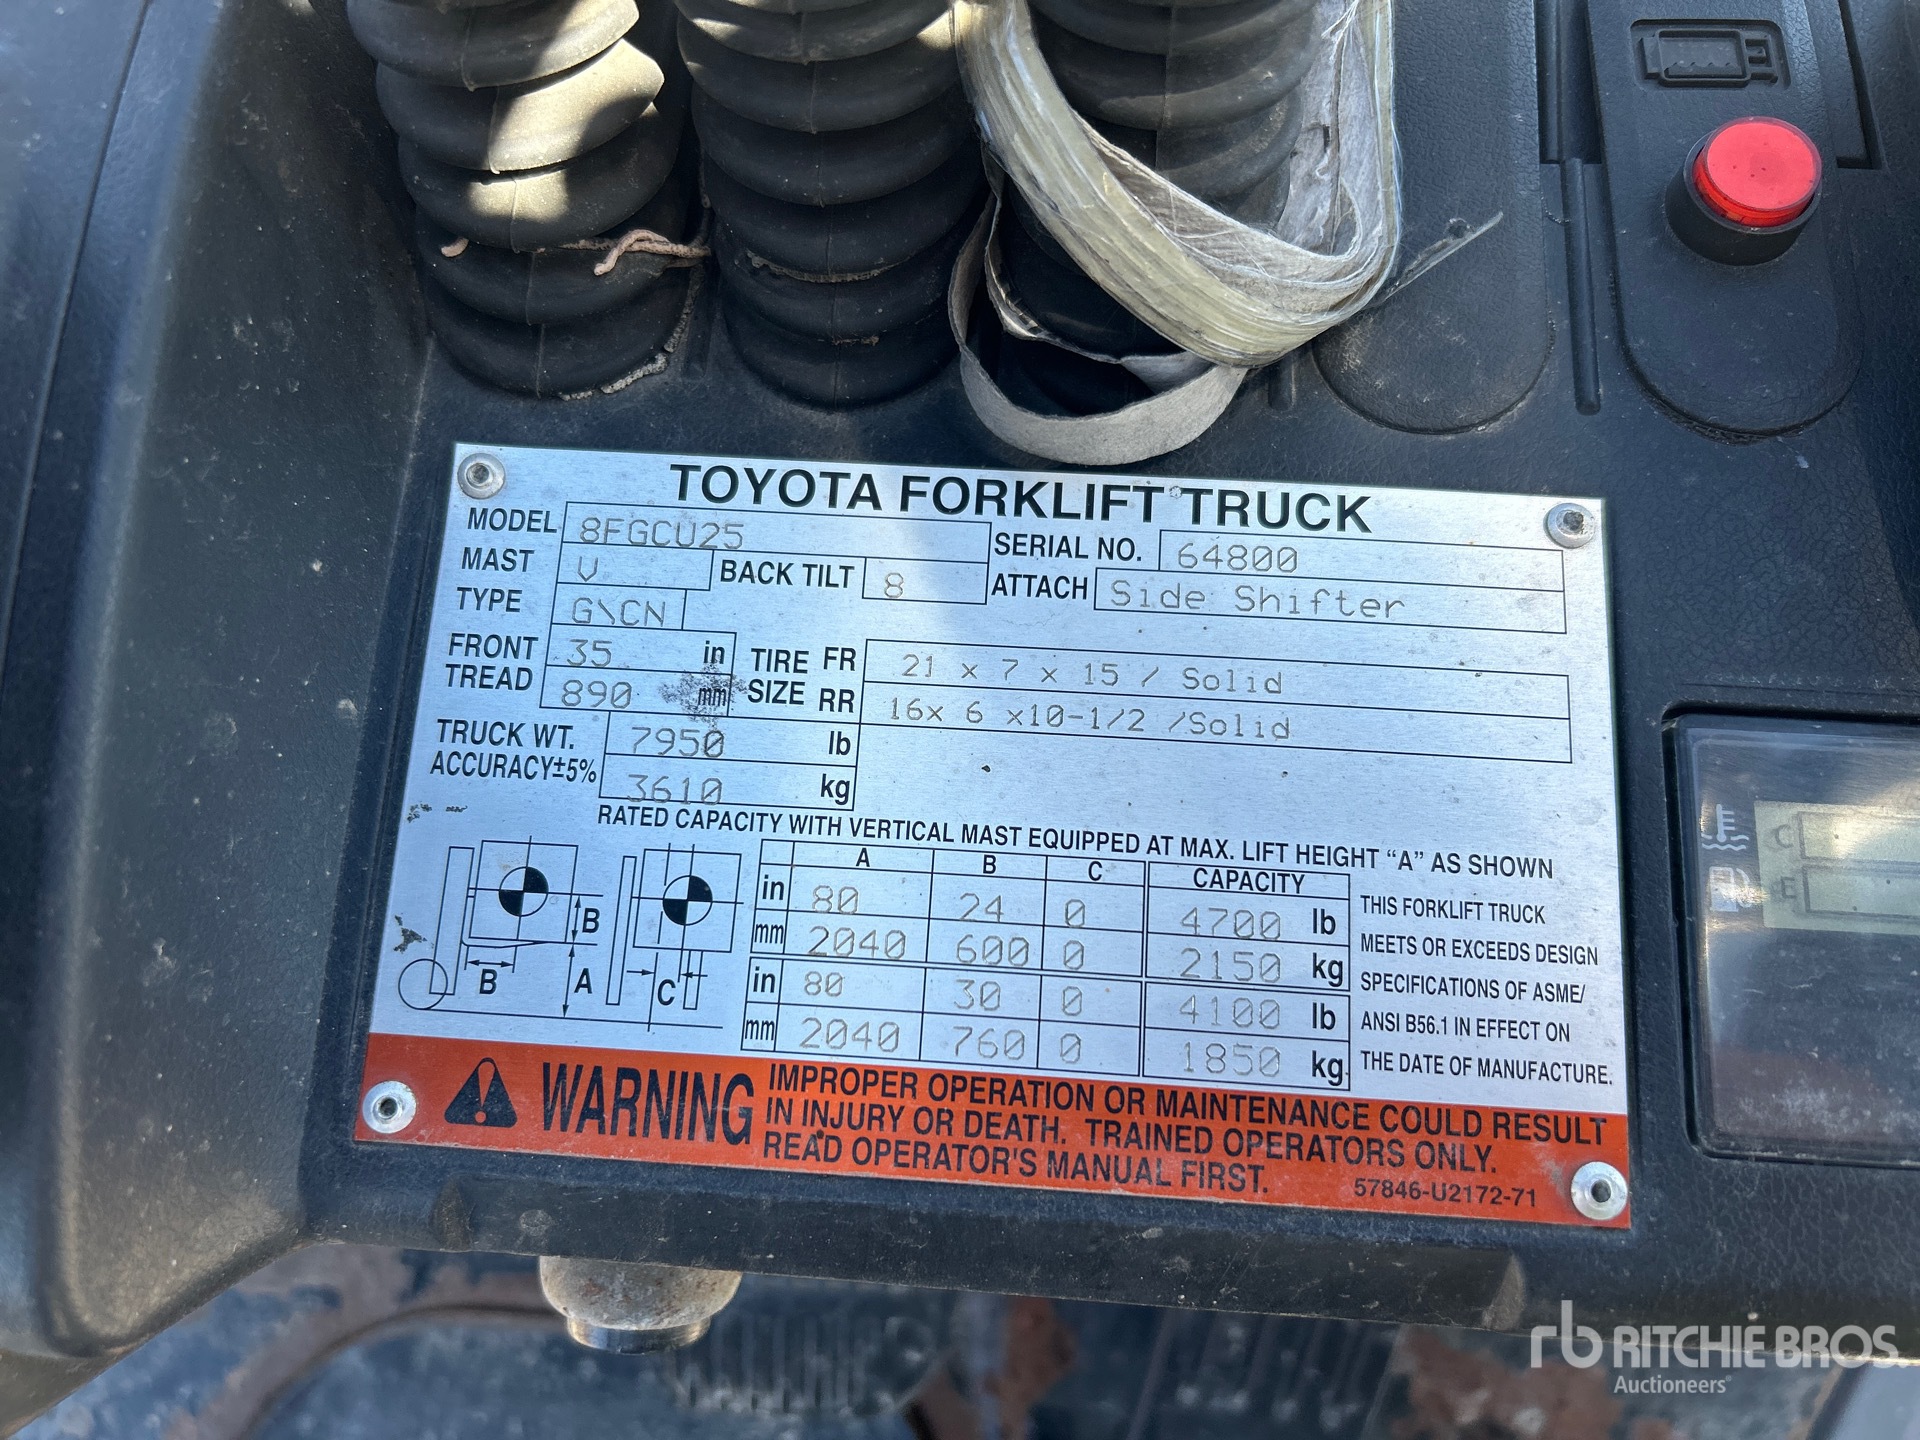 TOYOTA FORKLIFT TRUCK
MODEL 8FGCU25 SERIAL NO. 64800
MAST V BACK TILT 8 ATTACH Side Shifter
TYPE G\CN
FRONT TREAD 35 in 890 mm
TIRE SIZE FR 21 x 7 x 15 / Solid
RR 16x 6 x10-1/2 /Solid
TRUCK WT. 7950 lb
ACCURACY±5% 3610 kg
RATED CAPACITY WITH VERTICAL MAST EQUIPPED AT MAX. LIFT HEIGHT “A” AS SHOWN
A B C CAPACITY
in 80 24 0 4700 lb
mm 2040 600 0 2150 kg
in 80 30 0 4100 lb
mm 2040 760 0 1850 kg
B
B
A
C
THIS FORKLIFT TRUCK
MEETS OR EXCEEDS DESIGN
SPECIFICATIONS OF ASME/
ANSI B56.1 IN EFFECT ON
THE DATE OF MANUFACTURE.
WARNING
IMPROPER OPERATION OR MAINTENANCE COULD RESULT
IN INJURY OR DEATH. TRAINED OPERATORS ONLY.
READ OPERATOR'S MANUAL FIRST.
57846-U2172-71
C
E
rb RITCHIE BROS.
Auctioneers